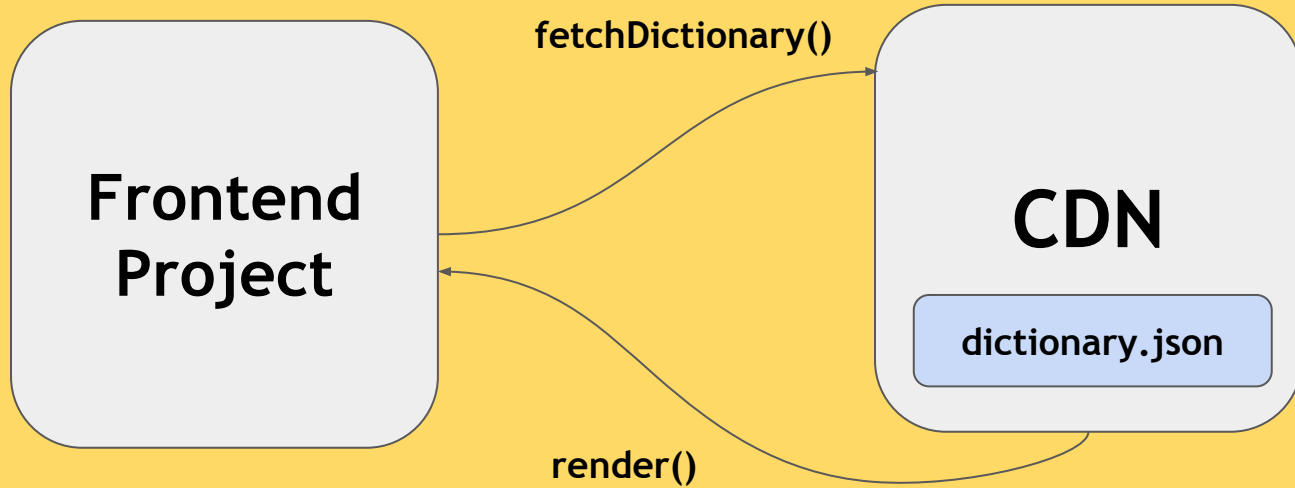 fetchDictionary()
Frontend
Project
CDN
dictionary.json
render()